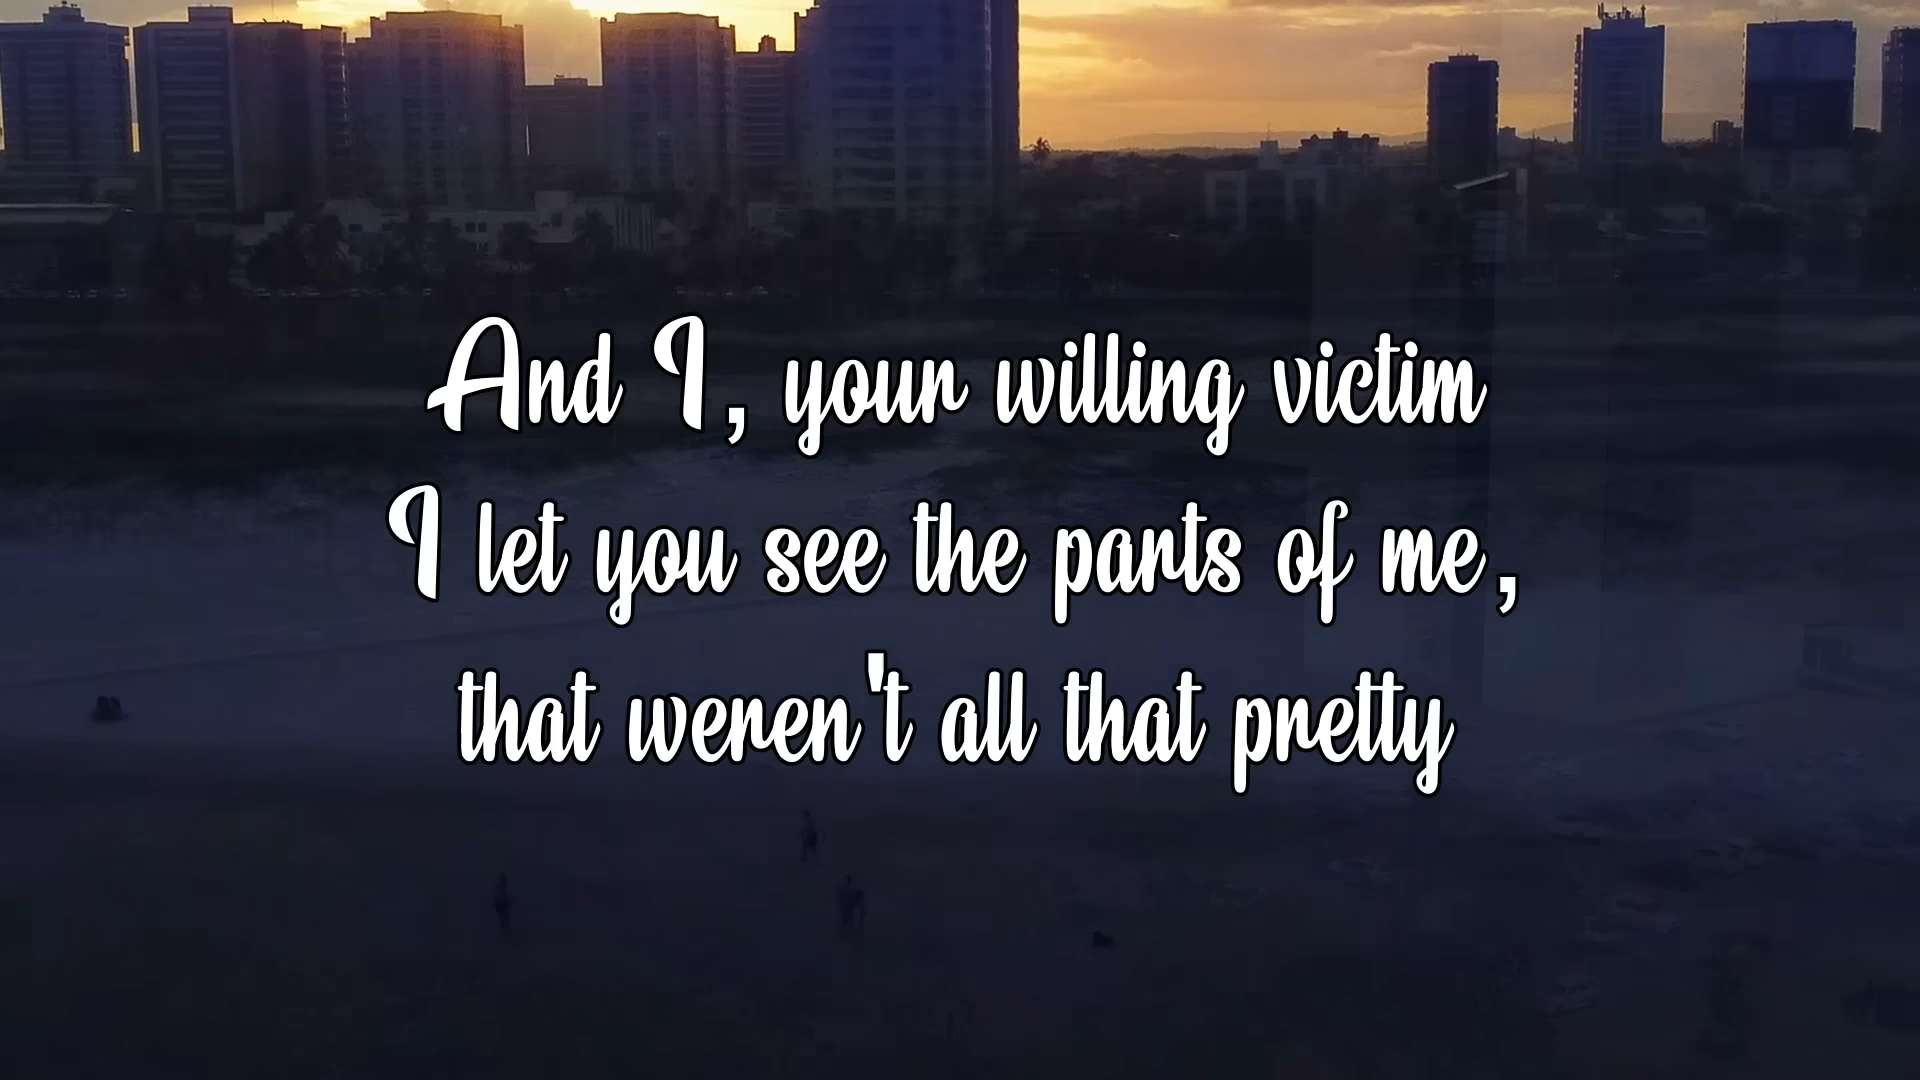 And I, your willing victim
I let you see the parts of me,
that weren't all that pretty